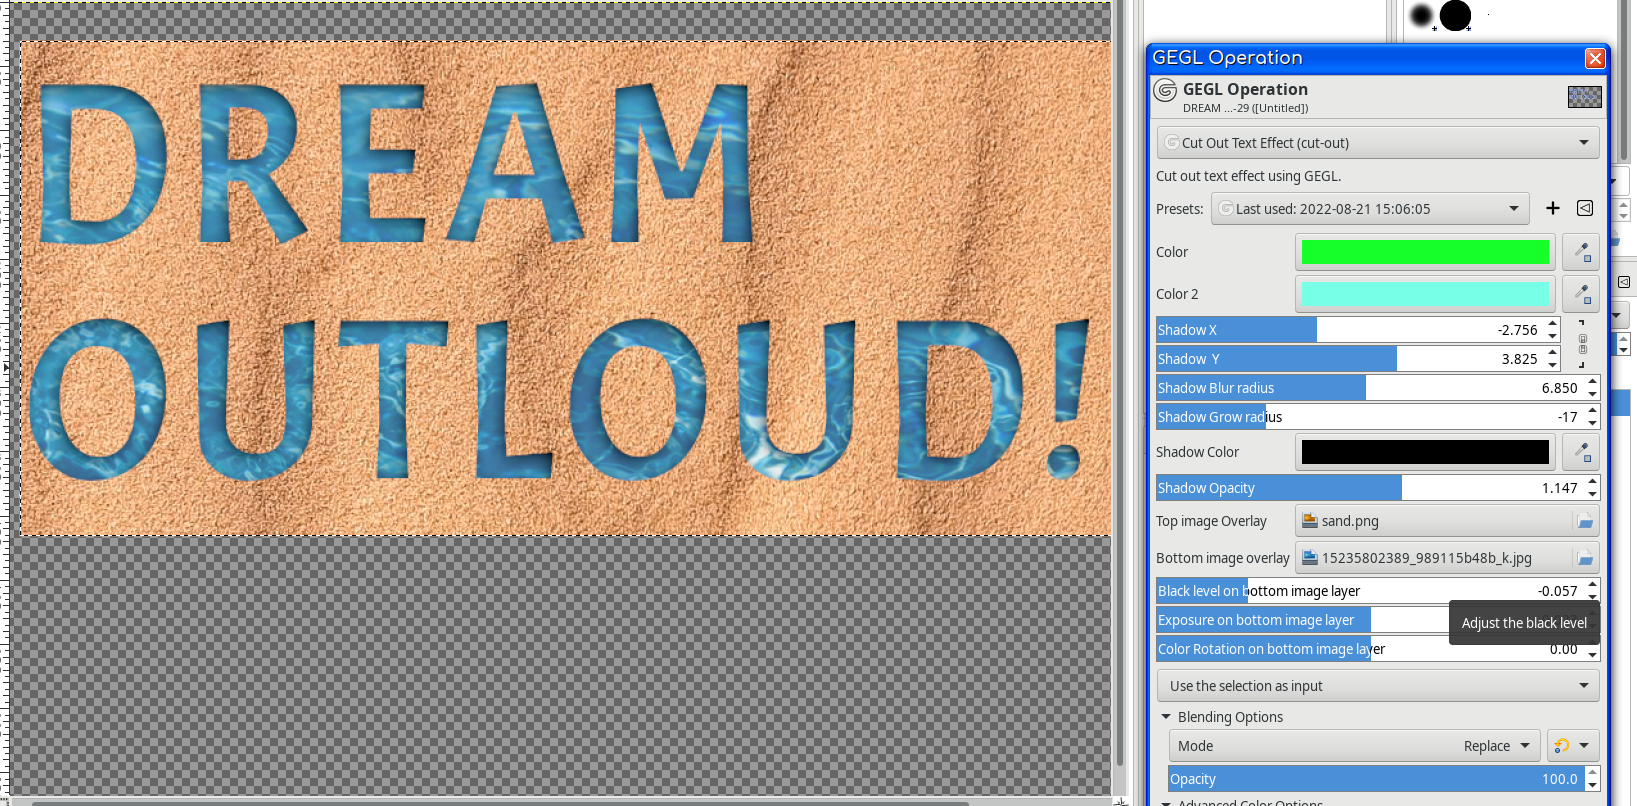 DREAM
OUTLOUD!
GEGL Operation
GEGL Operation
DREAM ...-29 ([Untitled])
Cut Out Text Effect (cut-out)
Cut out text effect using GEGL.
Presets: Last used: 2022-08-21 15:06:05
Color
Color 2
Shadow X -2.756
Shadow Y 3.825
Shadow Blur radius 6.850
Shadow Grow radius -17
Shadow Color
Shadow Opacity 1.147
Top image Overlay sand.png
Bottom image overlay 15235802389_989115b48b_k.jpg
Black level on bottom image layer -0.057
Exposure on bottom image layer
Adjust the black level
Color Rotation on bottom image layer 0.00
Use the selection as input
Blending Options
Mode Replace
Opacity 100.0
Advanced Color Options